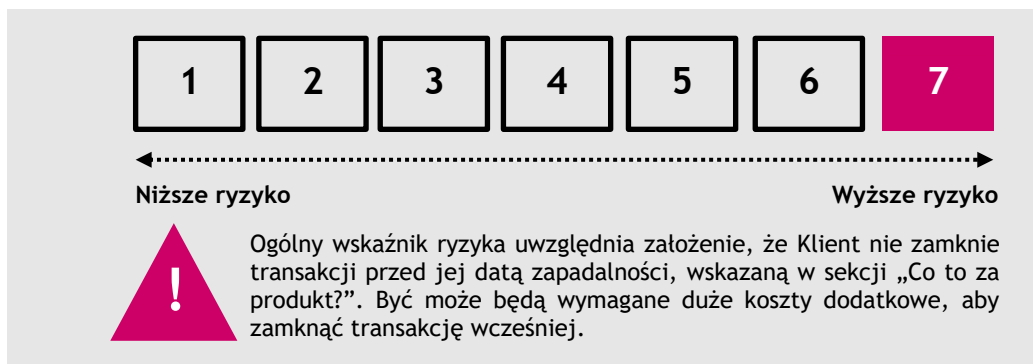 1 2 3 4 5 6 7
Niższe ryzyko Wyższe ryzyko
!
Ogólny wskaźnik ryzyka uwzględnia założenie, że Klient nie zamknie
transakcji przed jej datą zapadalności, wskazaną w sekcji „Co to za
produkt?”. Być może będą wymagane duże koszty dodatkowe, aby
zamknąć transakcję wcześniej.